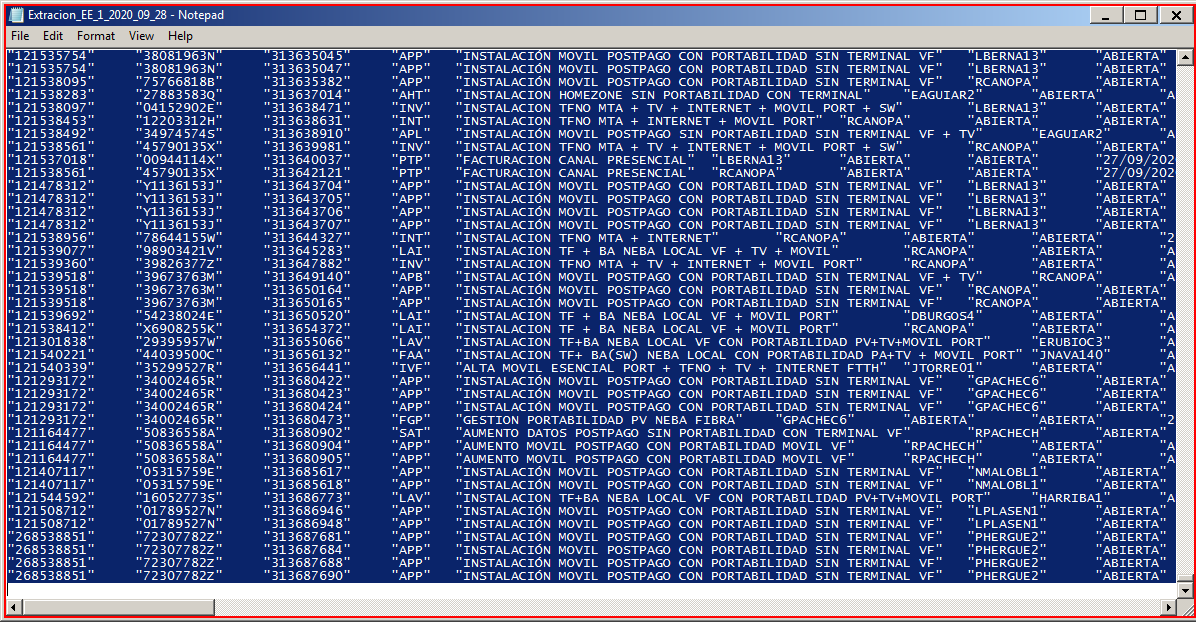 Extracion_EE_1_2020_09_28 - Notepad
File Edit Format View Help
"121535754" "38081963N" "313635045" "APP" "INSTALACIÓN MOVIL POSTPAGO CON PORTABILIDAD SIN TERMINAL VF" "LBERNA13" "ABIERTA"
"121535754" "38081963N" "313635047" "APP" "INSTALACIÓN MOVIL POSTPAGO CON PORTABILIDAD SIN TERMINAL VF" "LBERNA13" "ABIERTA"
"121538095" "75766818B" "313635382" "APP" "INSTALACIÓN MOVIL POSTPAGO CON PORTABILIDAD SIN TERMINAL VF" "RCANOPA" "ABIERTA"
"121538283" "27883583Q" "313637014" "AHT" "INSTALACION HOMEZONE SIN PORTABILIDAD CON TERMINAL" "EAGUIAR2" "ABIERTA" "A
"121538097" "04152902E" "313638471" "INV" "INSTALACION TFNO MTA + TV + INTERNET + MOVIL PORT + SW" "LBERNA13" "ABIERTA" "A
"121538453" "12203312H" "313638631" "INT" "INSTALACION TFNO MTA + INTERNET + MOVIL PORT" "RCANOPA" "ABIERTA" "ABIERTA" "A
"121538492" "34974574S" "313638910" "APL" "INSTALACIÓN MOVIL POSTPAGO SIN PORTABILIDAD SIN TERMINAL VF + TV" "EAGUIAR2" "A
"121538561" "45790135X" "313639981" "INV" "INSTALACION TFNO MTA + TV + INTERNET + MOVIL PORT + SW" "RCANOPA" "ABIERTA" "A
"121537018" "00944114X" "313640037" "PTP" "FACTURACION CANAL PRESENCIAL" "LBERNA13" "ABIERTA" "ABIERTA" "27/09/202
"121538561" "45790135X" "313642121" "PTP" "FACTURACION CANAL PRESENCIAL" "RCANOPA" "ABIERTA" "ABIERTA" "27/09/202
"121478312" "Y1136153J" "313643704" "APP" "INSTALACIÓN MOVIL POSTPAGO CON PORTABILIDAD SIN TERMINAL VF" "LBERNA13" "ABIERTA"
"121478312" "Y1136153J" "313643705" "APP" "INSTALACIÓN MOVIL POSTPAGO CON PORTABILIDAD SIN TERMINAL VF" "LBERNA13" "ABIERTA"
"121478312" "Y1136153J" "313643706" "APP" "INSTALACIÓN MOVIL POSTPAGO CON PORTABILIDAD SIN TERMINAL VF" "LBERNA13" "ABIERTA"
"121478312" "Y1136153J" "313643707" "APP" "INSTALACIÓN MOVIL POSTPAGO CON PORTABILIDAD SIN TERMINAL VF" "LBERNA13" "ABIERTA"
"121538956" "78644155W" "313644327" "INT" "INSTALACION TFNO MTA + INTERNET" "RCANOPA" "ABIERTA" "ABIERTA" "2
"121539077" "98903421V" "313645283" "LAI" "INSTALACION TF + BA NEBA LOCAL VF + TV + MOVIL" "RCANOPA" "ABIERTA" "A
"121539360" "39826377Z" "313647882" "INV" "INSTALACION TFNO MTA + TV + INTERNET + MOVIL PORT" "RCANOPA" "ABIERTA" "A
"121539518" "39673763M" "313649140" "APB" "INSTALACIÓN MOVIL POSTPAGO CON PORTABILIDAD SIN TERMINAL VF + TV" "RCANOPA" "A
"121539518" "39673763M" "313650164" "APP" "INSTALACIÓN MOVIL POSTPAGO CON PORTABILIDAD SIN TERMINAL VF" "RCANOPA" "ABIERTA"
"121539518" "39673763M" "313650165" "APP" "INSTALACIÓN MOVIL POSTPAGO CON PORTABILIDAD SIN TERMINAL VF" "RCANOPA" "ABIERTA"
"121539692" "54238024E" "313650520" "LAI" "INSTALACION TF + BA NEBA LOCAL VF + MOVIL PORT" "DBURGOS4" "ABIERTA" "A
"121538412" "X6908255K" "313654372" "LAI" "INSTALACION TF + BA NEBA LOCAL VF + MOVIL PORT" "RCANOPA" "ABIERTA" "A
"121301838" "29395957W" "313655066" "LAV" "INSTALACION TF+BA NEBA LOCAL VF CON PORTABILIDAD PV+TV+MOVIL PORT" "ERUBIOC3" "A
"121540221" "44039500C" "313656132" "FAA" "INSTALACION TF+ BA(SW) NEBA LOCAL CON PORTABILIDAD PA+TV + MOVIL PORT" "JNAVA140" "A
"121540339" "35299527R" "313656441" "IVF" "ALTA MOVIL ESENCIAL PORT + TFNO + TV + INTERNET FTTH" "JTORRE01" "ABIERTA" "A
"121293172" "34002465R" "313680422" "APP" "INSTALACIÓN MOVIL POSTPAGO CON PORTABILIDAD SIN TERMINAL VF" "GPACHEC6" "ABIERTA"
"121293172" "34002465R" "313680423" "APP" "INSTALACIÓN MOVIL POSTPAGO CON PORTABILIDAD SIN TERMINAL VF" "GPACHEC6" "ABIERTA"
"121293172" "34002465R" "313680424" "APP" "INSTALACIÓN MOVIL POSTPAGO CON PORTABILIDAD SIN TERMINAL VF" "GPACHEC6" "ABIERTA"
"121293172" "34002465R" "313680473" "FGP" "GESTION PORTABILIDAD PV NEBA FIBRA" "GPACHEC6" "ABIERTA" "ABIERTA" "2
"121164477" "50836558A" "313680902" "SAT" "AUMENTO DATOS POSTPAGO SIN PORTABILIDAD CON TERMINAL VF" "RPACHECH" "ABIERTA"
"121164477" "50836558A" "313680904" "APP" "AUMENTO MOVIL POSTPAGO CON PORTABILIDAD MOVIL VF" "RPACHECH" "ABIERTA" "A
"121164477" "50836558A" "313680905" "APP" "AUMENTO MOVIL POSTPAGO CON PORTABILIDAD MOVIL VF" "RPACHECH" "ABIERTA" "A
"121407117" "05315759E" "313685617" "APP" "INSTALACIÓN MOVIL POSTPAGO CON PORTABILIDAD SIN TERMINAL VF" "NMALOBL1" "ABIERTA"
"121407117" "05315759E" "313685618" "APP" "INSTALACIÓN MOVIL POSTPAGO CON PORTABILIDAD SIN TERMINAL VF" "NMALOBL1" "ABIERTA"
"121544592" "16052773S" "313686773" "LAV" "INSTALACION TF+BA NEBA LOCAL VF CON PORTABILIDAD PV+TV+MOVIL PORT" "HARRIBA1" "A
"121508712" "01789527N" "313686946" "APP" "INSTALACIÓN MOVIL POSTPAGO CON PORTABILIDAD SIN TERMINAL VF" "LPLASEN1" "ABIERTA"
"121508712" "01789527N" "313686948" "APP" "INSTALACIÓN MOVIL POSTPAGO CON PORTABILIDAD SIN TERMINAL VF" "LPLASEN1" "ABIERTA"
"268538851" "72307782Z" "313687681" "APP" "INSTALACIÓN MOVIL POSTPAGO CON PORTABILIDAD SIN TERMINAL VF" "PHERGUE2" "ABIERTA"
"268538851" "72307782Z" "313687684" "APP" "INSTALACIÓN MOVIL POSTPAGO CON PORTABILIDAD SIN TERMINAL VF" "PHERGUE2" "ABIERTA"
"268538851" "72307782Z" "313687688" "APP" "INSTALACIÓN MOVIL POSTPAGO CON PORTABILIDAD SIN TERMINAL VF" "PHERGUE2" "ABIERTA"
"268538851" "72307782Z" "313687690" "APP" "INSTALACIÓN MOVIL POSTPAGO CON PORTABILIDAD SIN TERMINAL VF" "PHERGUE2" "ABIERTA"